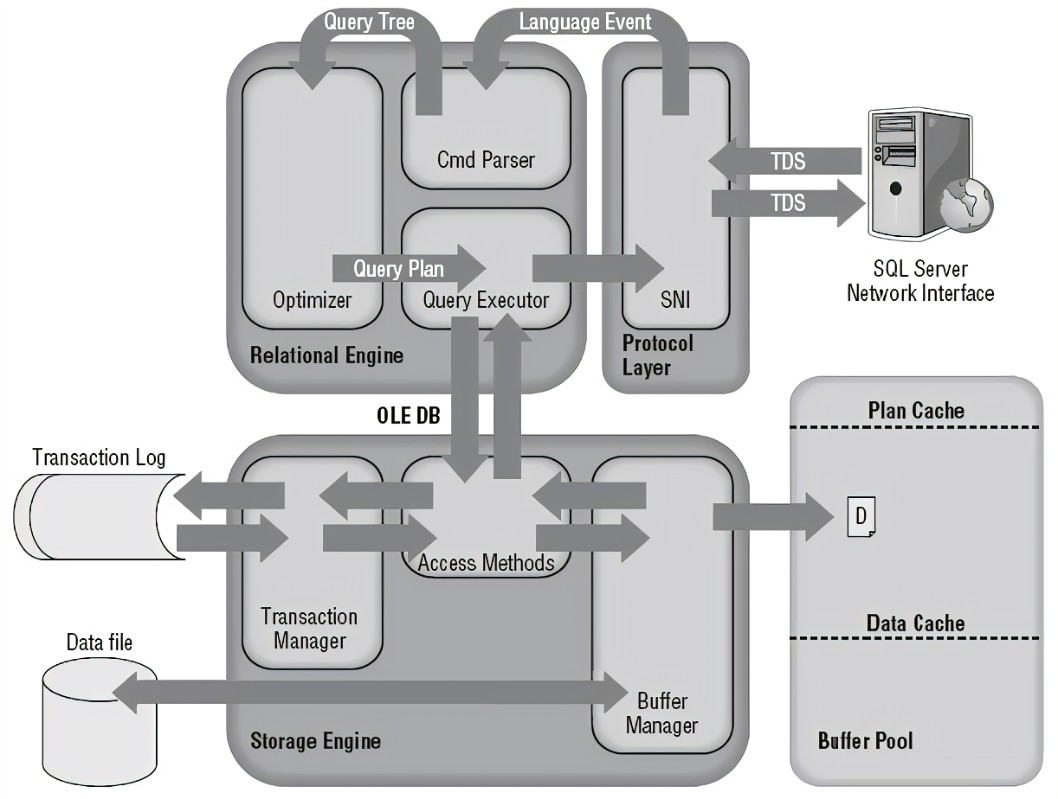 Query Tree
Language Event
Cmd Parser
TDS
TDS
Query Plan
Optimizer
Query Executor
SNI
SQL Server
Network Interface
Relational Engine
Protocol
Layer
OLE DB
Plan Cache
Transaction Log
D
Access Methods
Transaction
Manager
Data Cache
Data file
Buffer
Manager
Storage Engine
Buffer Pool